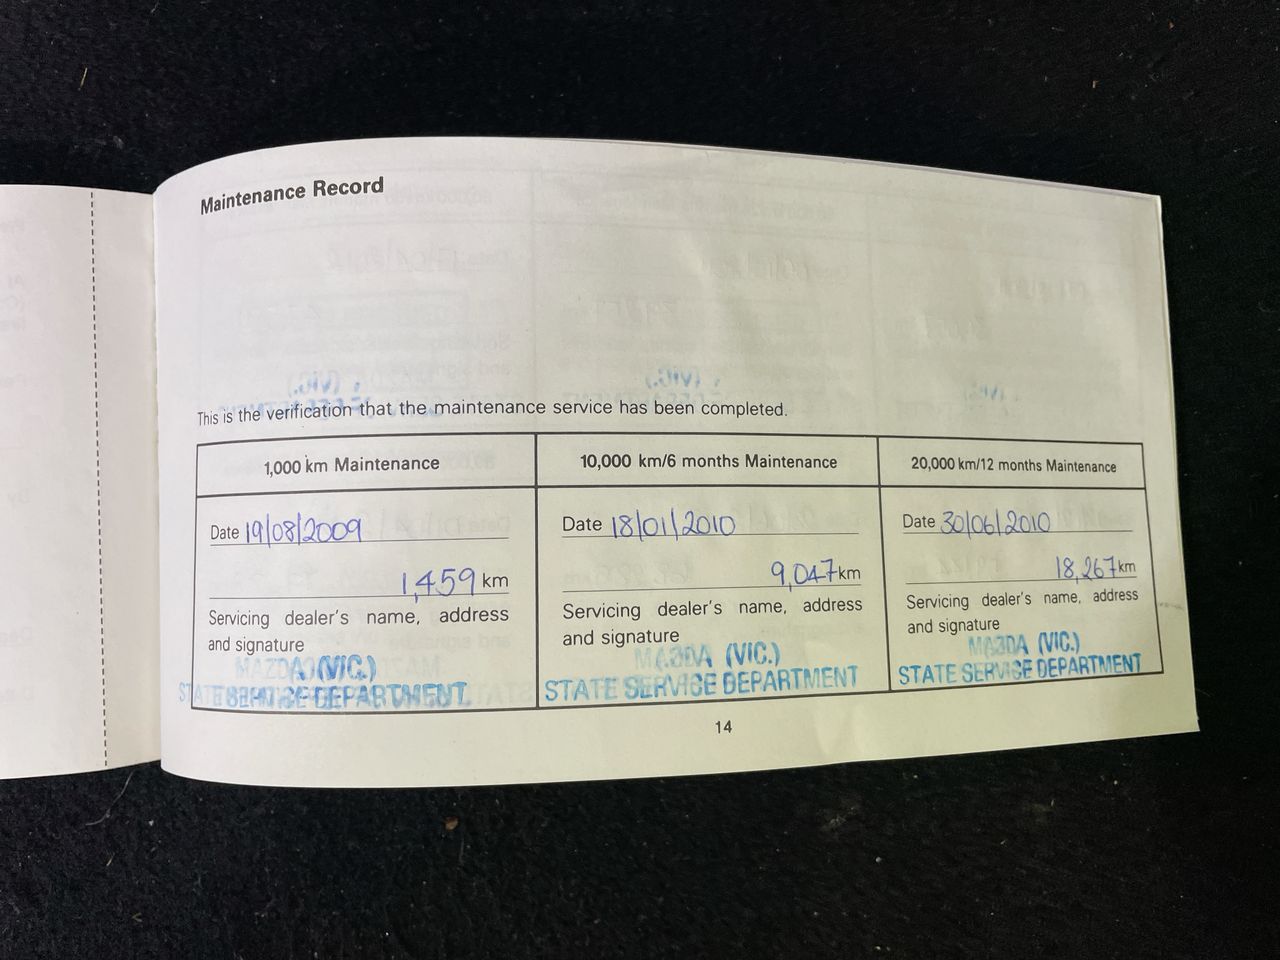 Maintenance Record
This is the verification that the maintenance service has been completed.
1,000 km Maintenance
Date 19/08/2009
1,459 km
Servicing dealer's name, address
and signature
MAZDA (VIC.)
STATE SERVICE DEPARTMENT
10,000 km/6 months Maintenance
Date 18/01/2010
9,047 km
Servicing dealer's name, address
and signature
MAZDA (VIC.)
STATE SERVICE DEPARTMENT
20,000 km/12 months Maintenance
Date 30/06/2010
18,267 km
Servicing dealer's name, address
and signature
MAZDA (VIC.)
STATE SERVICE DEPARTMENT
14